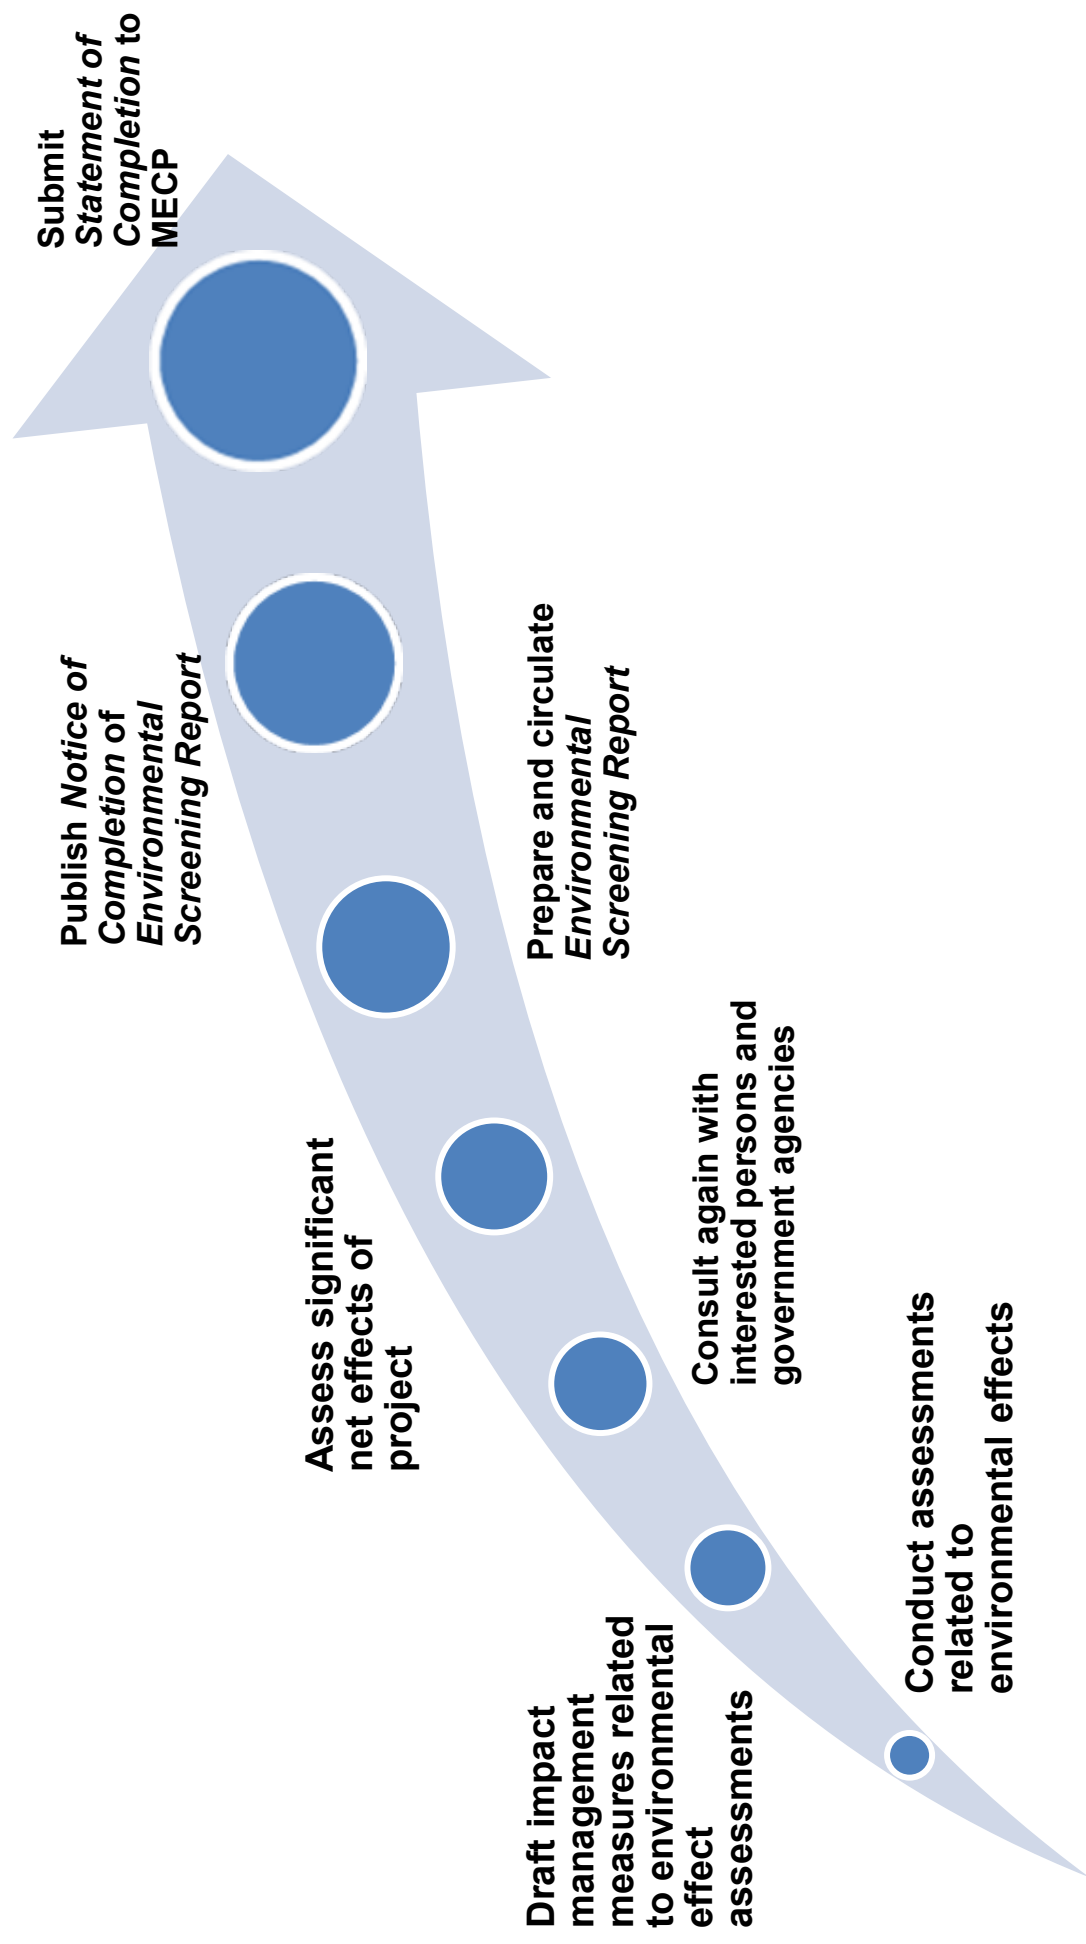 Conduct assessments
related to
environmental effects
Draft impact
management
measures related
to environmental
effect
assessments
Consult again with
interested persons and
government agencies
Assess significant
net effects of
project
Prepare and circulate
Environmental
Screening Report
Publish Notice of
Completion of
Environmental
Screening Report
Submit
Statement of
Completion to
MECP